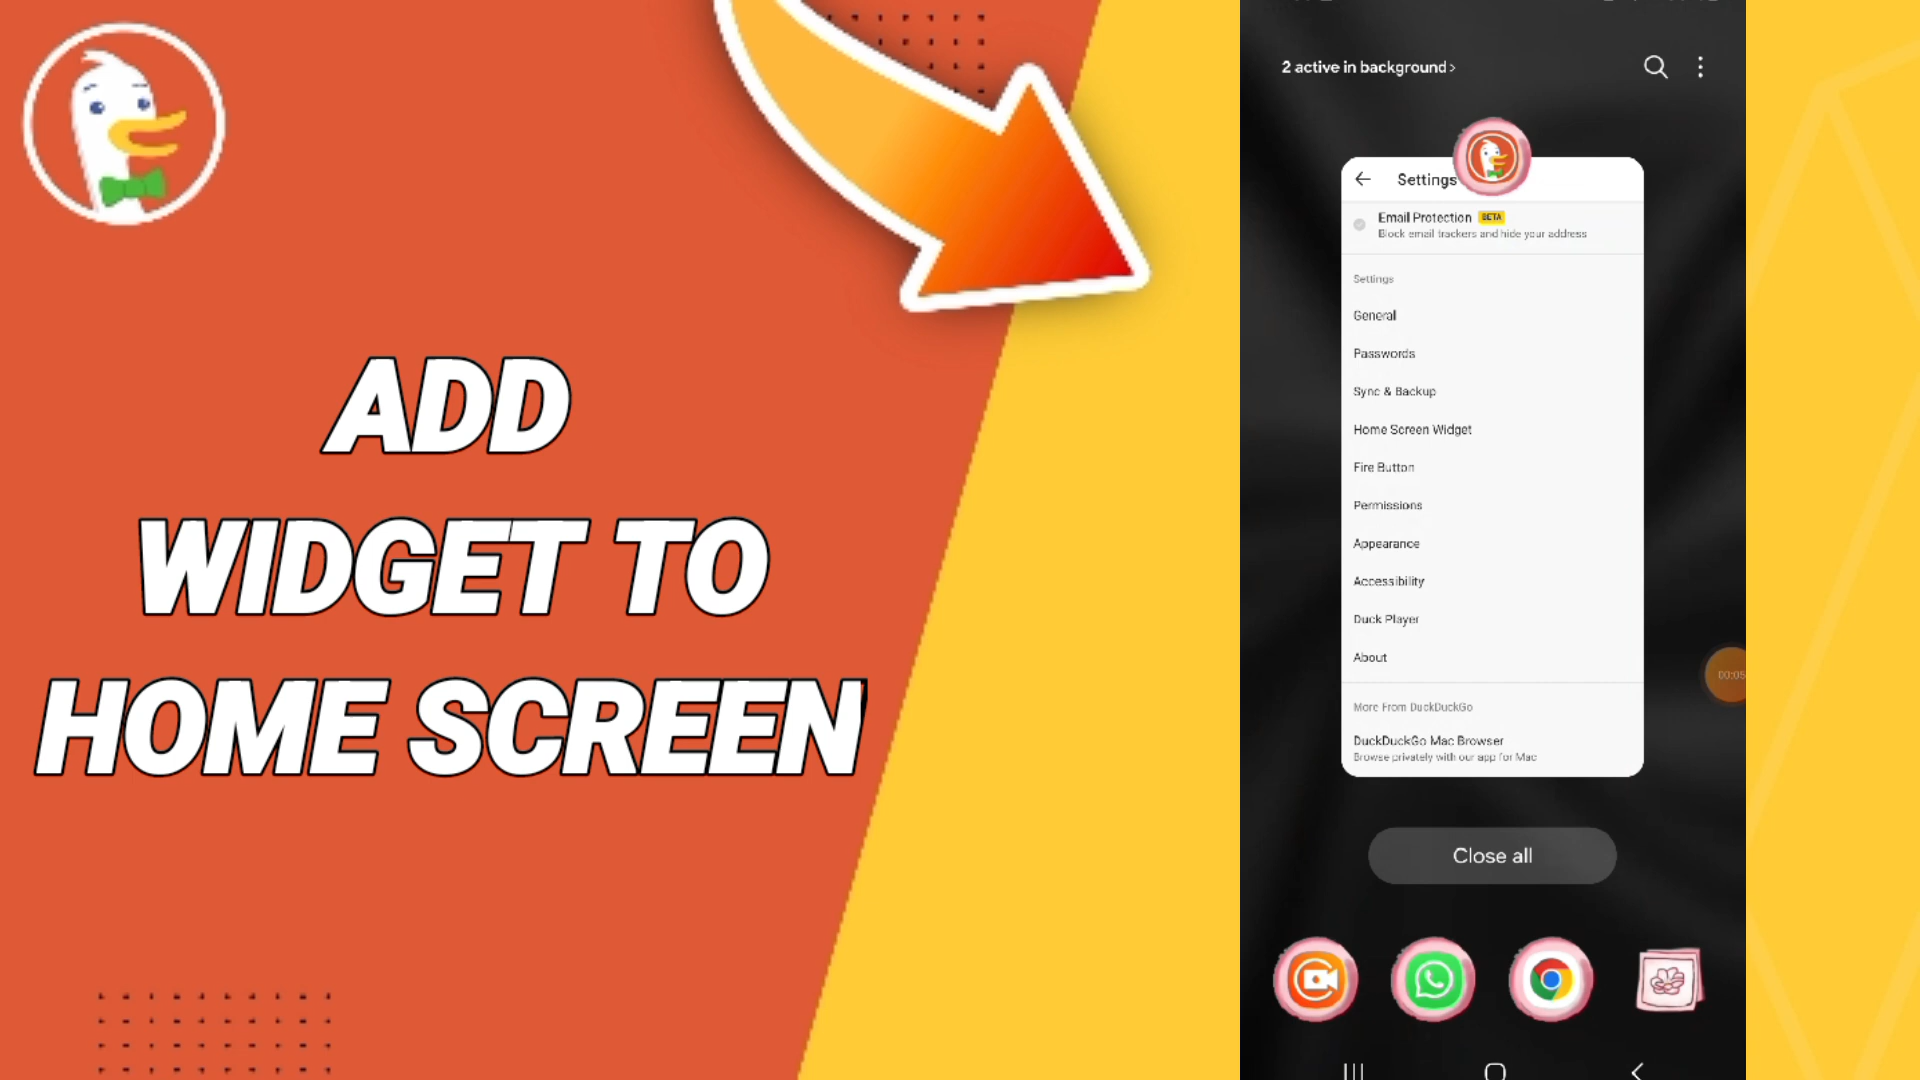 ADD
WIDGET TO
HOME SCREEN
2 active in background >
Settings
Email Protection BETA
Block email trackers and hide your address
Settings
General
Passwords
Sync & Backup
Home Screen Widget
Fire Button
Permissions
Appearance
Accessibility
Duck Player
About
More From DuckDuckGo
DuckDuckGo Mac Browser
Browse privately with our app for Mac
00:05
Close all